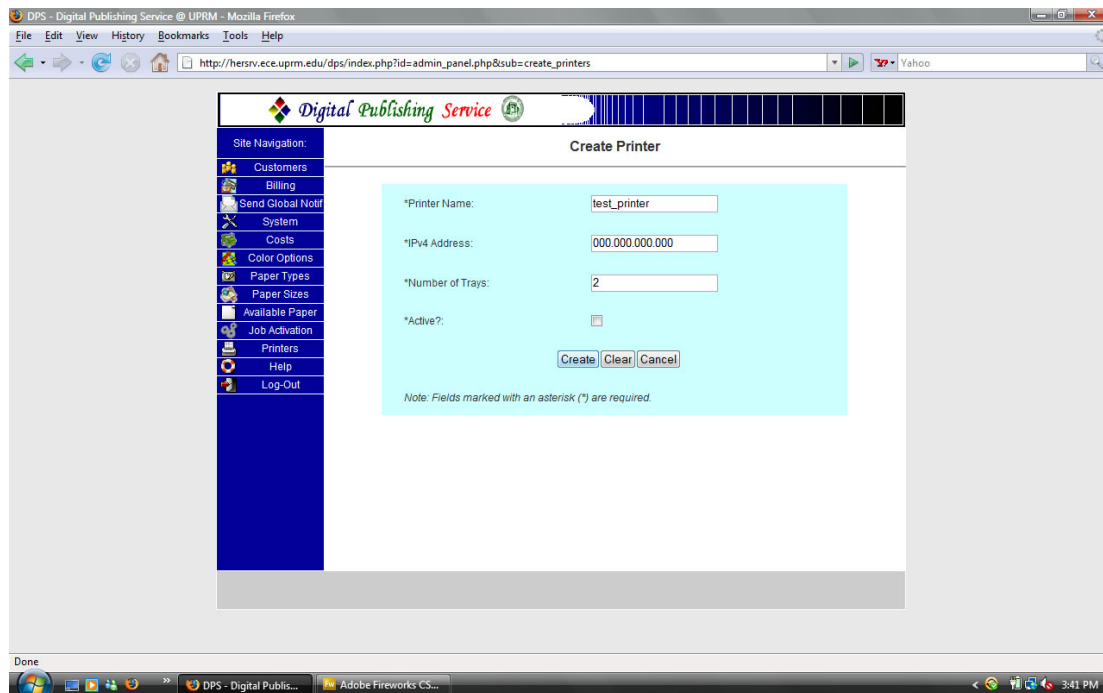 DPS - Digital Publishing Service @ UPRM - Mozilla Firefox
File Edit View History Bookmarks Tools Help
http://hersrv.ece.uprm.edu/dps/index.php?id=admin_panel.php&sub=create_printers
Yahoo
Digital Publishing Service
Site Navigation:
Customers
Billing
Send Global Notif
System
Costs
Color Options
Paper Types
Paper Sizes
Available Paper
Job Activation
Printers
Help
Log-Out
Create Printer
*Printer Name: test_printer
*IPv4 Address: 000.000.000.000
*Number of Trays: 2
*Active?:
Create Clear Cancel
Note: Fields marked with an asterisk (*) are required.
Done
DPS - Digital Publis... Fw Adobe Fireworks CS... 3:41 PM